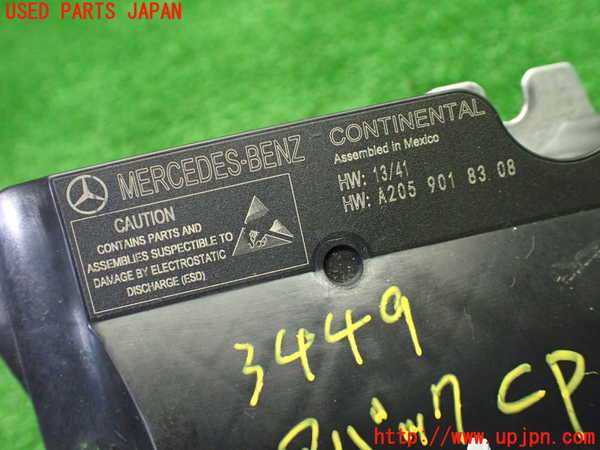 USED PARTS JAPAN
MERCEDES-BENZ
CONTINENTAL
Assembled in Mexico
HW: 13/41
HW: A205 901 83 08
CAUTION
CONTAINS PARTS AND
ASSEMBLIES SUSPECTIBLE TO
DAMAGE BY ELECTROSTATIC
DISCHARGE (ESD)
3449
CP
http://www.upjpn.com